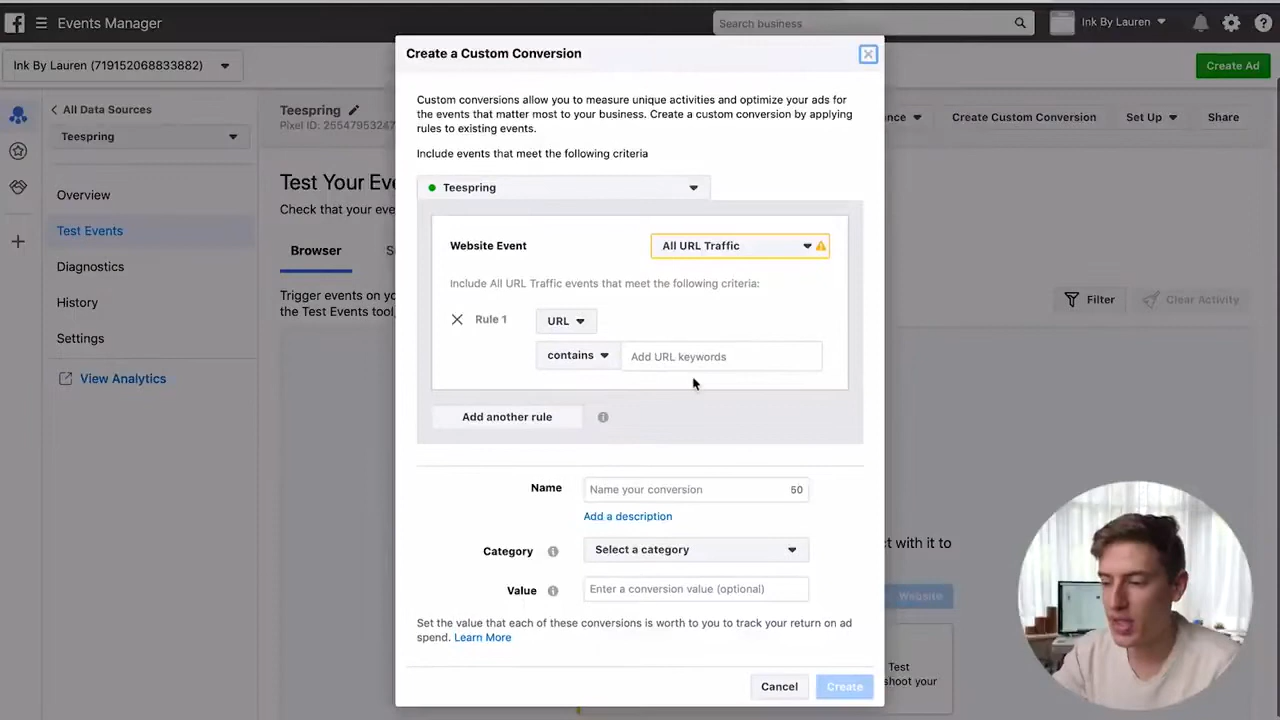 Events Manager
Search business
Ink By Lauren
Ink By Lauren (719152068833882)
Create Ad
All Data Sources
Teespring
Overview
Test Events
Diagnostics
History
Settings
View Analytics
Teespring
Pixel ID: 2554795324
Create Custom Conversion
Set Up
Share
Test Your Eve
Check that your eve
Browser
S
Trigger events on yo
the Test Events tool,
Filter
Clear Activity
Create a Custom Conversion
Custom conversions allow you to measure unique activities and optimize your ads for
the events that matter most to your business. Create a custom conversion by applying
rules to existing events.
Include events that meet the following criteria
Teespring
Website Event
All URL Traffic
Include All URL Traffic events that meet the following criteria:
Rule 1
URL
contains
Add URL keywords
Add another rule
Name
Name your conversion
50
Add a description
Category
Select a category
Value
Enter a conversion value (optional)
Set the value that each of these conversions is worth to you to track your return on ad
spend. Learn More
Cancel
Create
ct with it to
Website
Test
shoot your